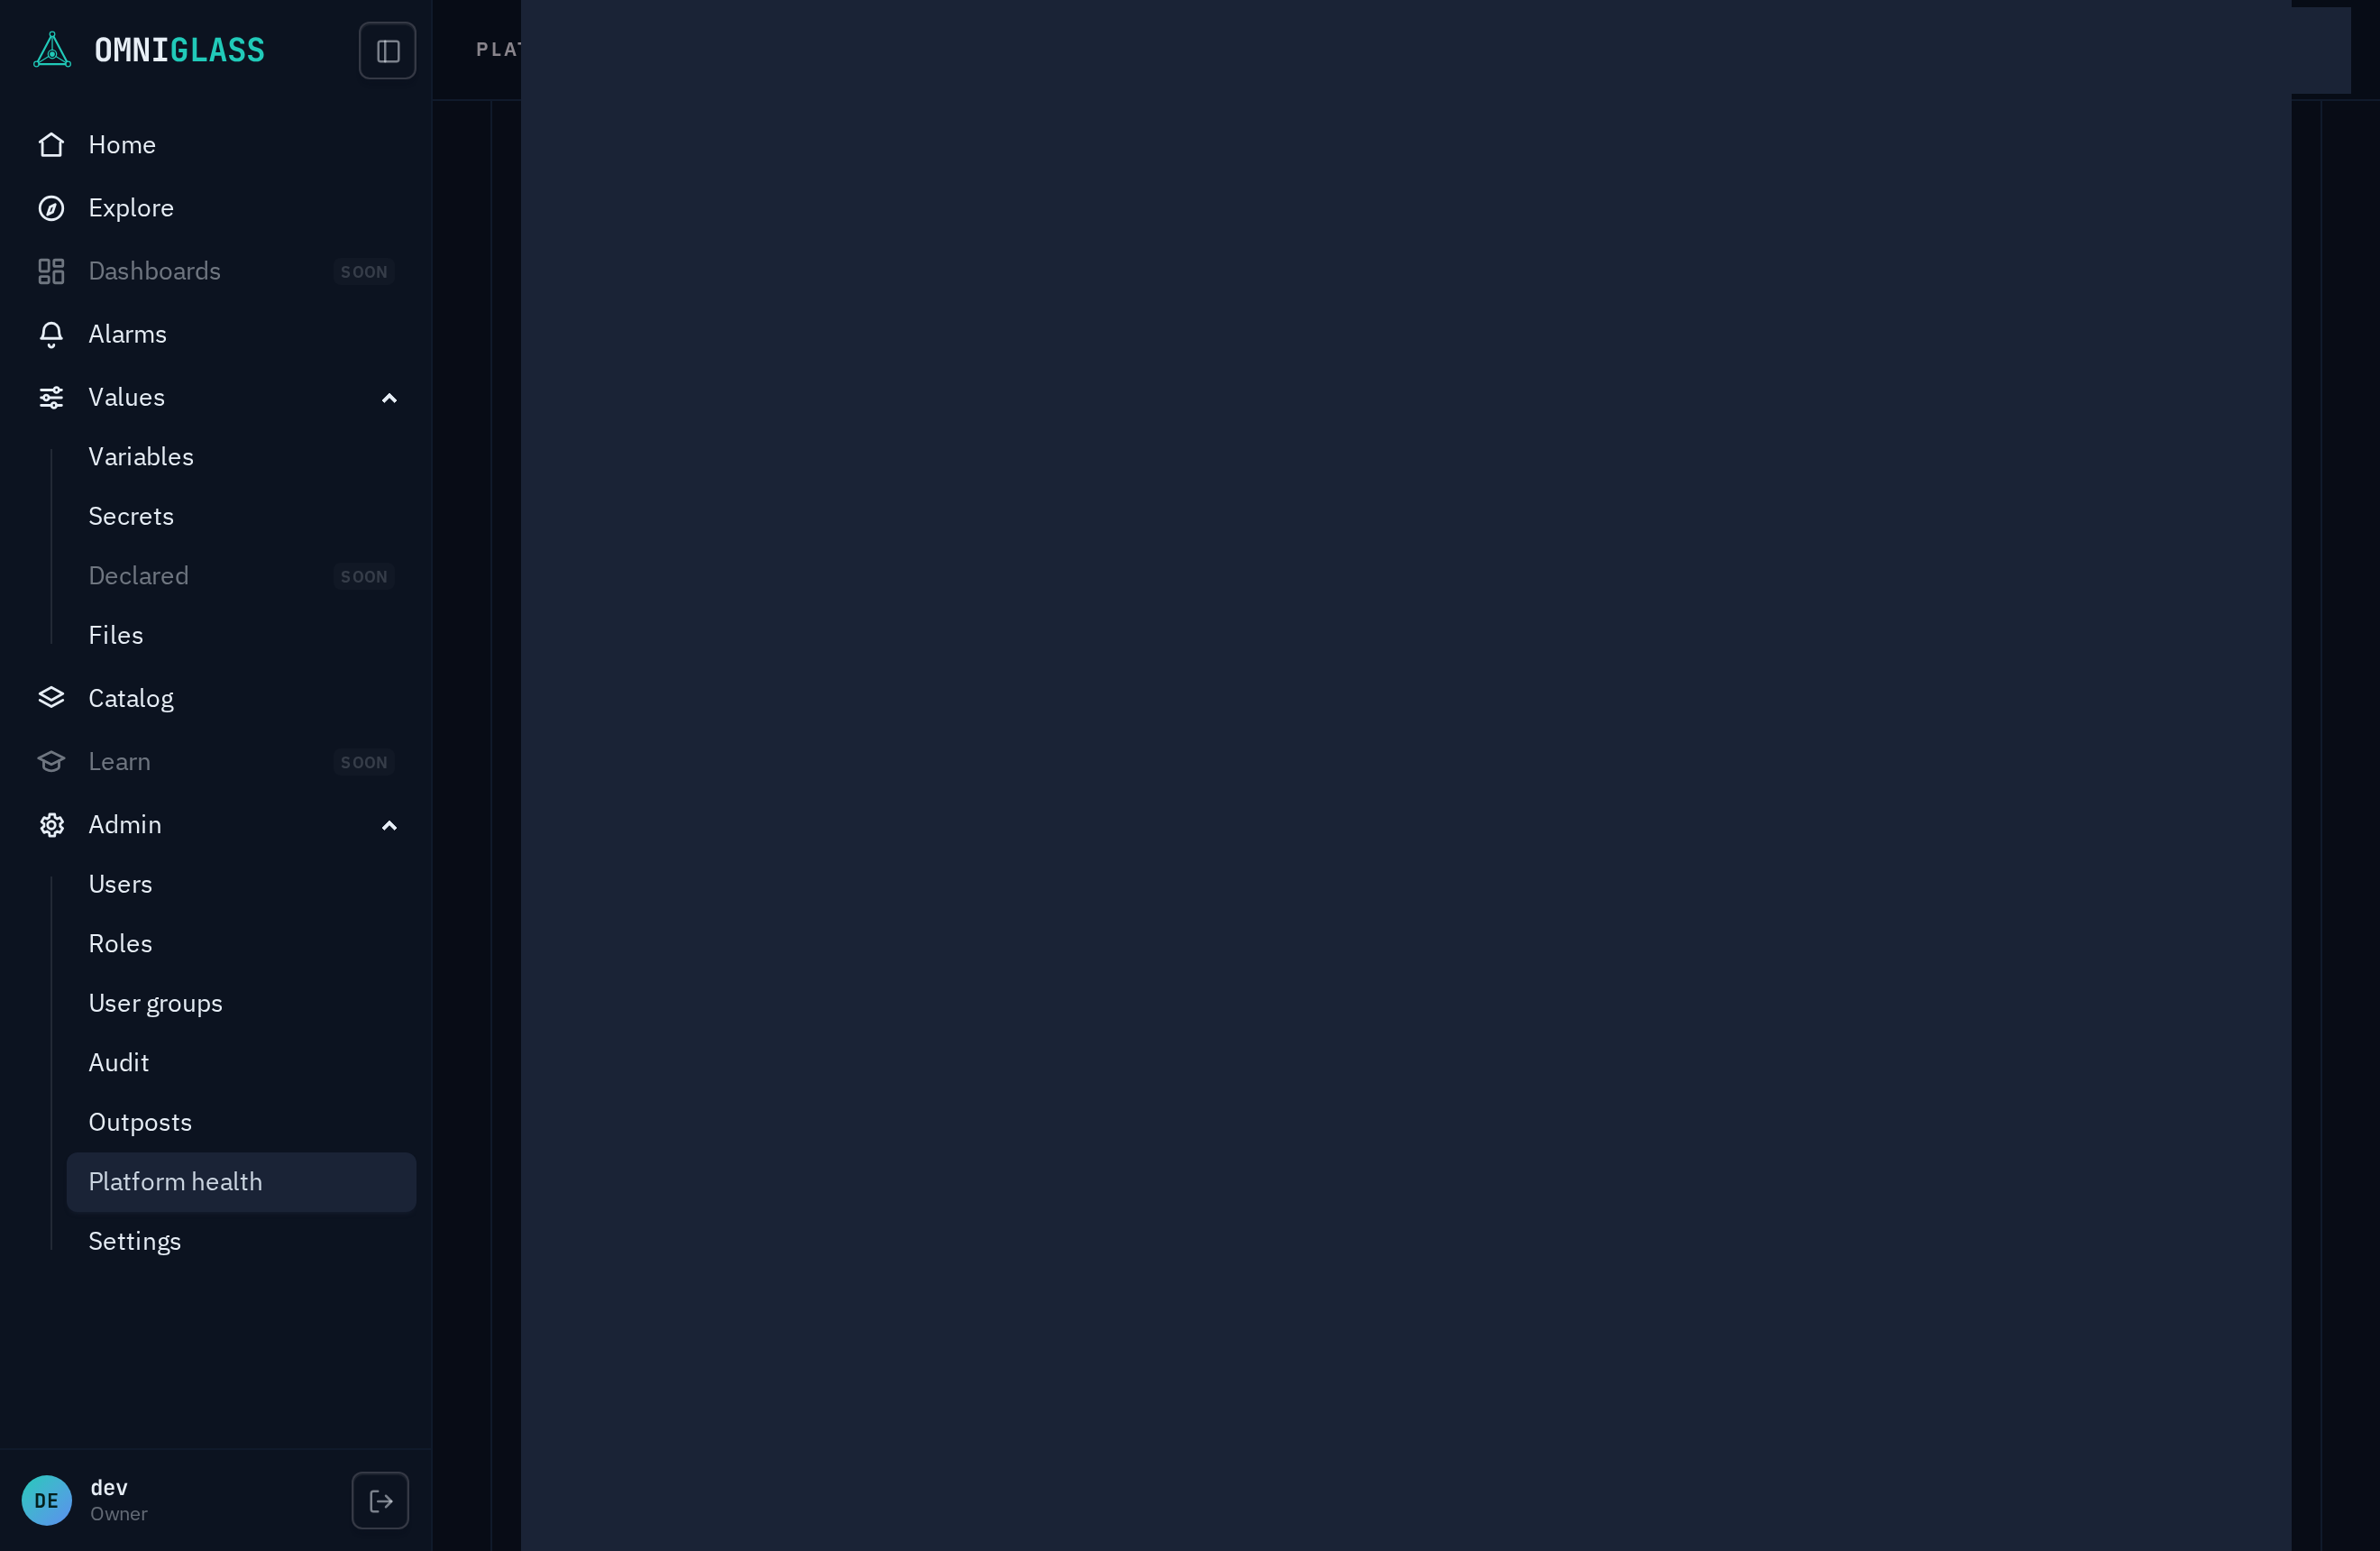 OMNIGLASS
Home
Explore
Dashboards SOON
Alarms
Values
Variables
Secrets
Declared SOON
Files
Catalog
Learn SOON
Admin
Users
Roles
User groups
Audit
Outposts
Platform health
Settings
DE
dev
Owner